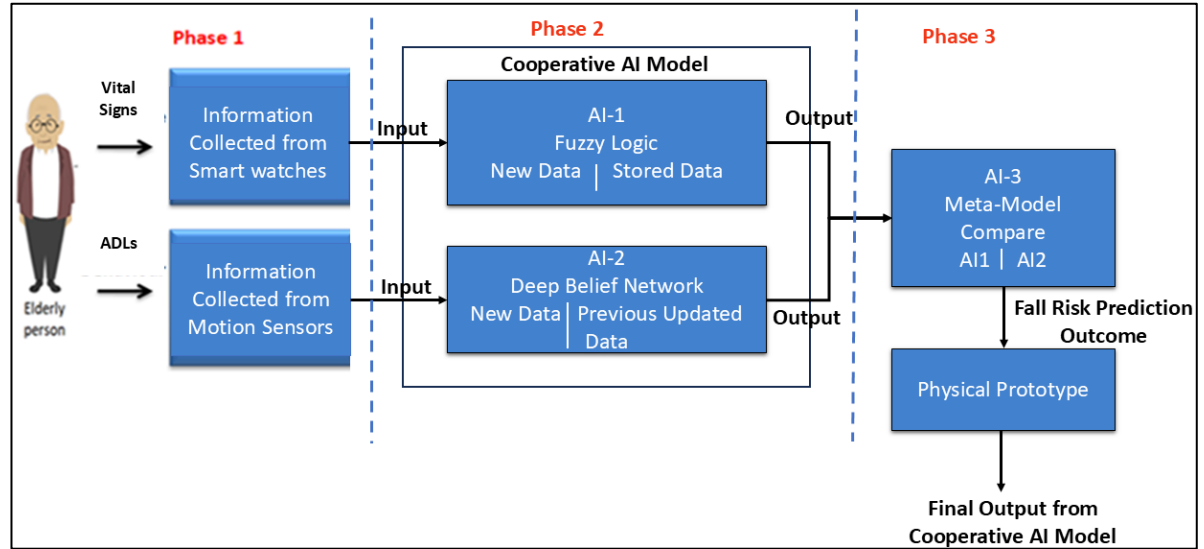 Phase 1
Vital
Signs
Information
Collected from
Smart watches
ADLs
Information
Collected from
Motion Sensors
Elderly
person
Phase 2
Cooperative AI Model
Input
AI-1
Fuzzy Logic
New Data | Stored Data
Output
Input
AI-2
Deep Belief Network
New Data | Previous Updated
Data
Output
Phase 3
AI-3
Meta-Model
Compare
AI1 | AI2
Fall Risk Prediction
Outcome
Physical Prototype
Final Output from
Cooperative AI Model